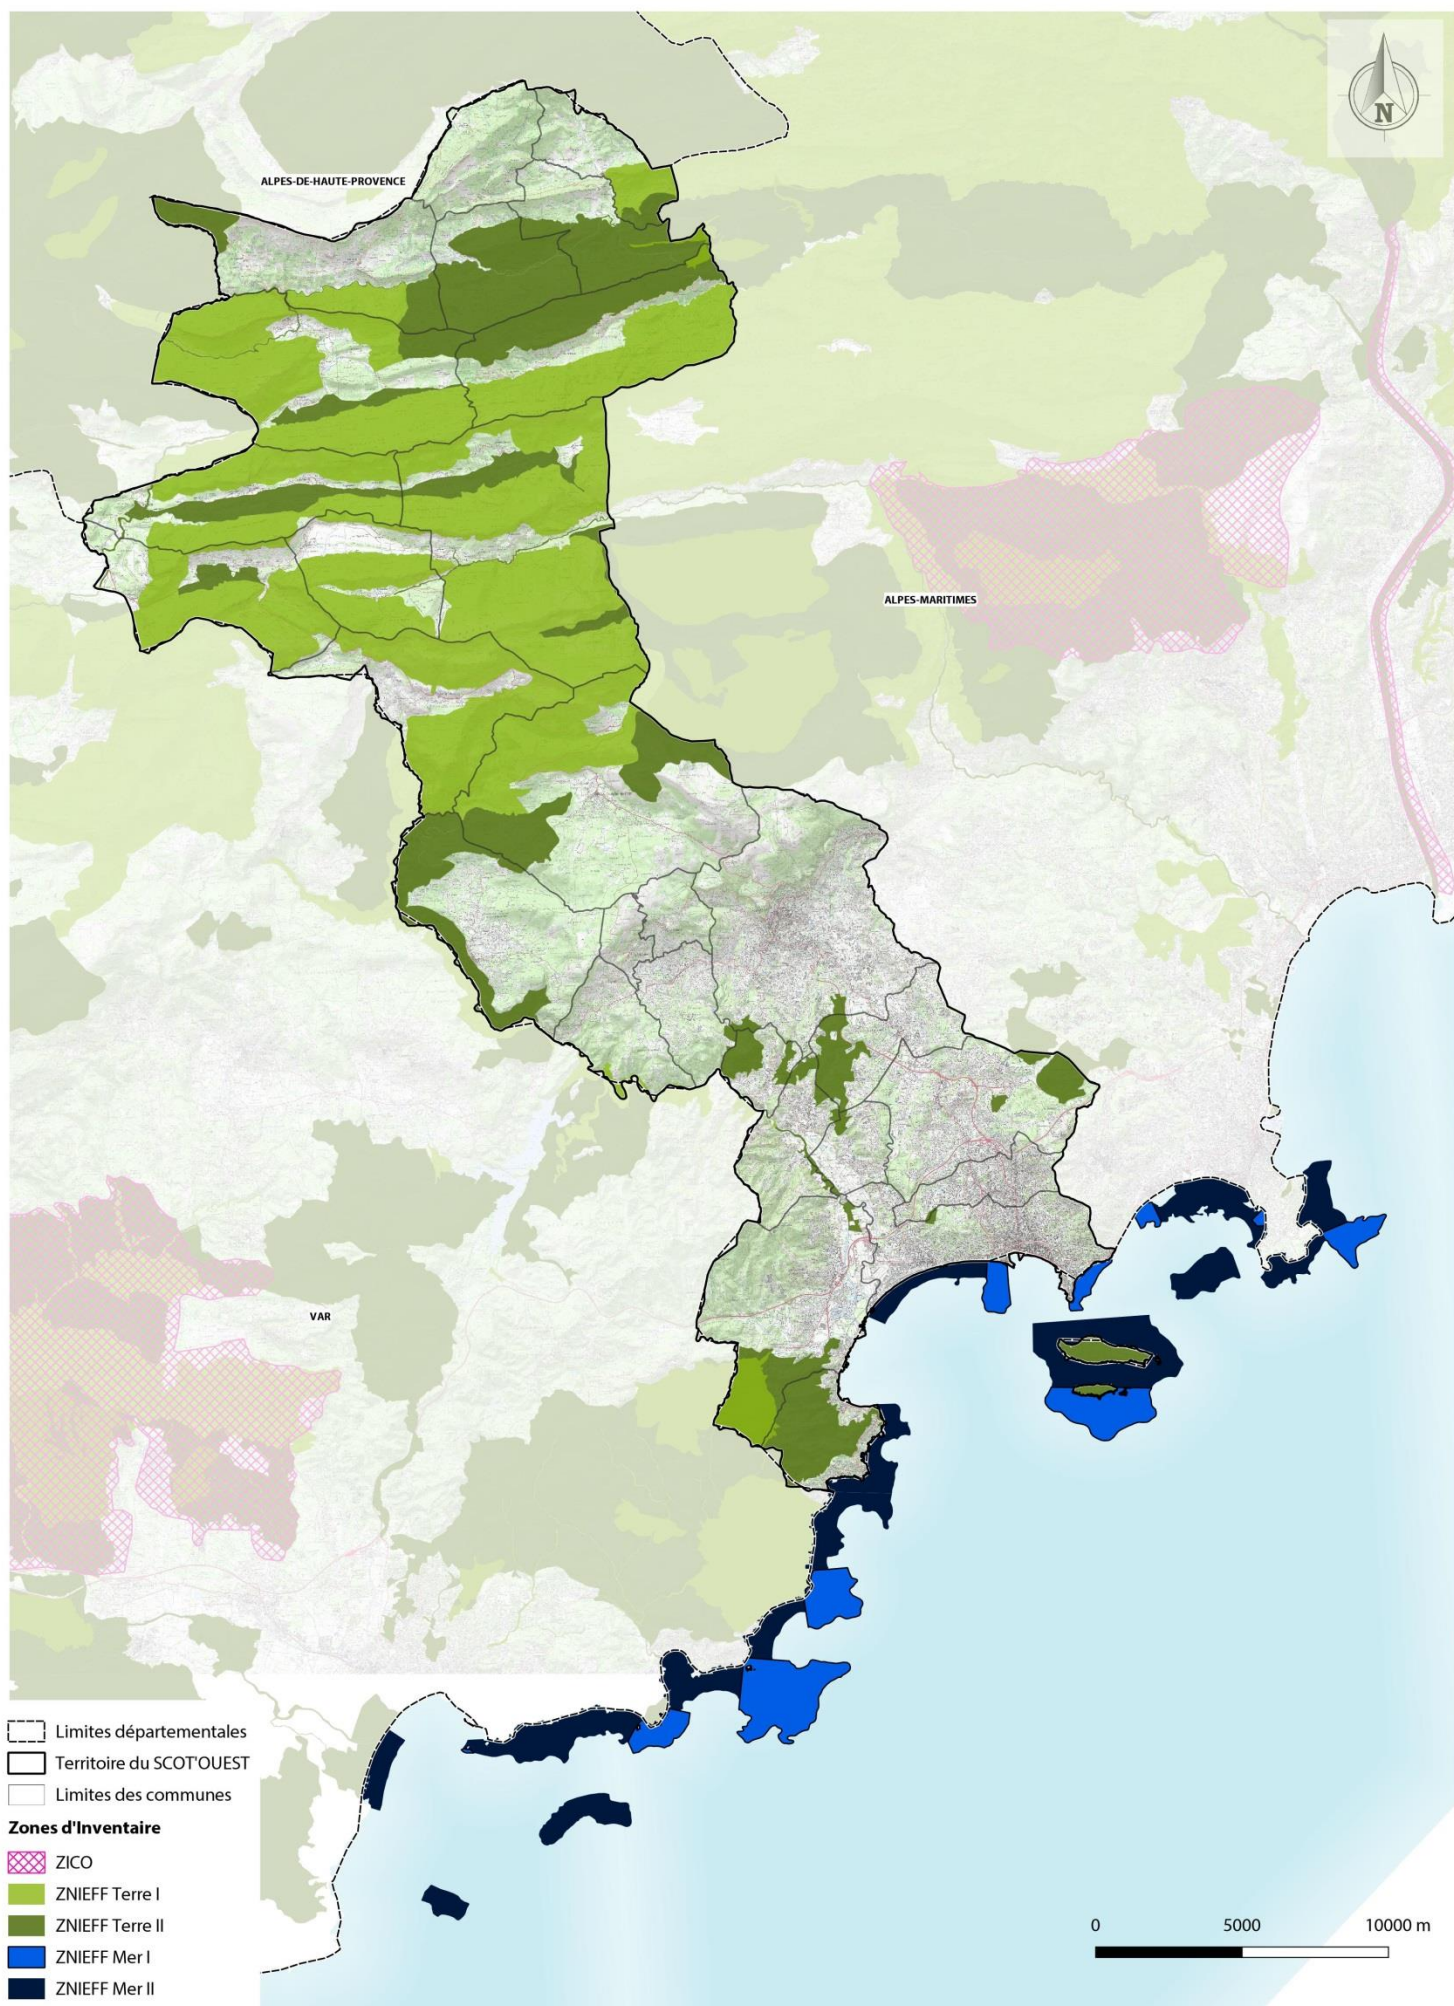 N
ALPES-DE-HAUTE-PROVENCE
ALPES-MARITIMES
VAR
Limites départementales
Territoire du SCOT'OUEST
Limites des communes
Zones d'Inventaire
ZICO
ZNIEFF Terre I
ZNIEFF Terre II
ZNIEFF Mer I
ZNIEFF Mer II
0 5000 10000 m